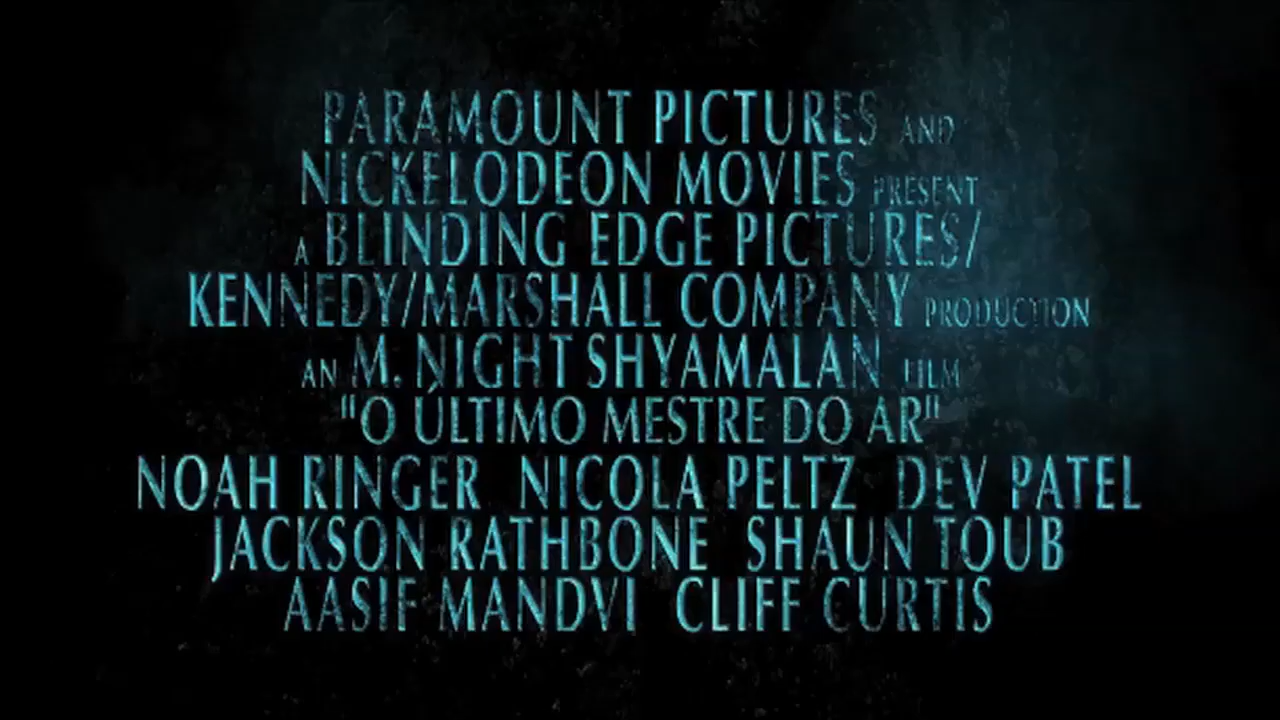 PARAMOUNT PICTURES AND
NICKELODEON MOVIES PRESENT
A BLINDING EDGE PICTURES/
KENNEDY/MARSHALL COMPANY PRODUCTION
AN M. NIGHT SHYAMALAN FILM
"O ÚLTIMO MESTRE DO AR"
NOAH RINGER NICOLA PELTZ DEV PATEL
JACKSON RATHBONE SHAUN TOUB
AASIF MANDVI CLIFF CURTIS